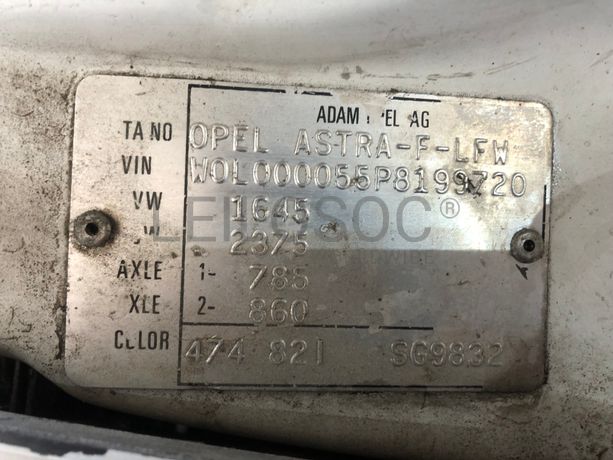 ADAM PEL AG
TA NO OPEL ASTRA-F-LFW
VIN W0L000055P8199720
VW 1645
W 2375
AXLE 1- 785
XLE 2- 860
COLOR 474 821 SG9832
LEILOSOC®